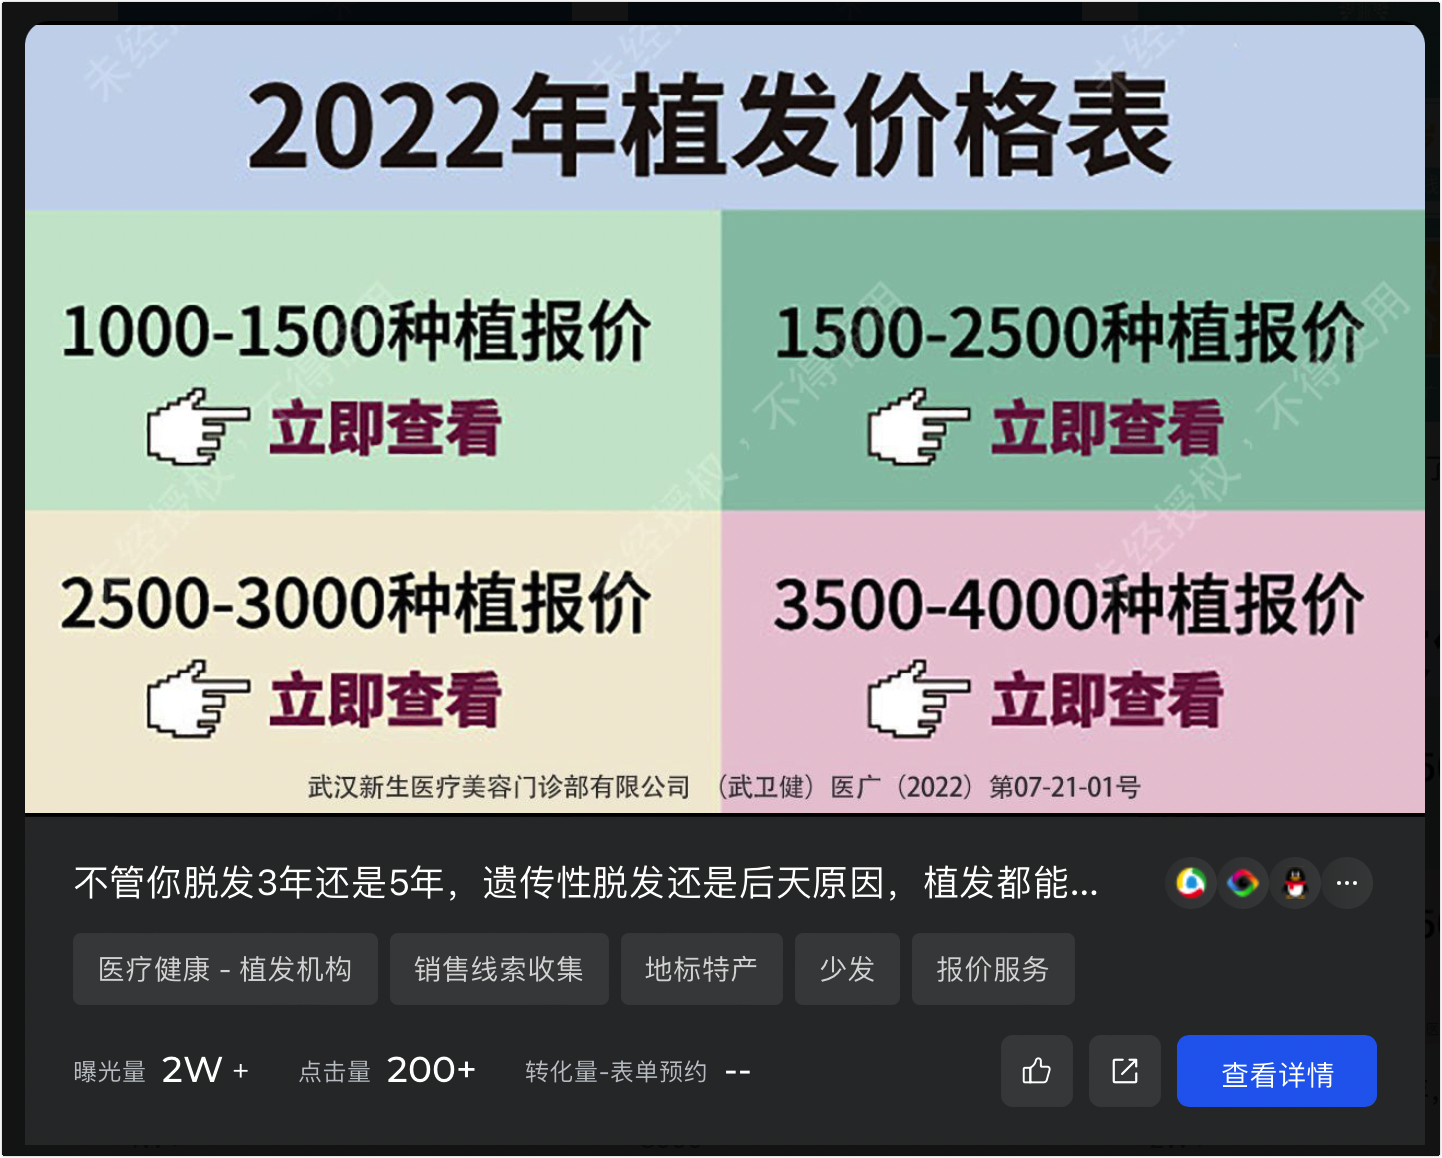 2022年植发价格表
1000-1500种植报价
立即查看
1500-2500种植报价
立即查看
2500-3000种植报价
立即查看
3500-4000种植报价
立即查看
武汉新生医疗美容门诊部有限公司 （武卫健）医广（2022）第07-21-01号
未经授权，不得使用
不管你脱发3年还是5年，遗传性脱发还是后天原因，植发都能...
医疗健康 - 植发机构
销售线索收集
地标特产
少发
报价服务
曝光量 2W +
点击量 200+
转化量-表单预约 --
查看详情